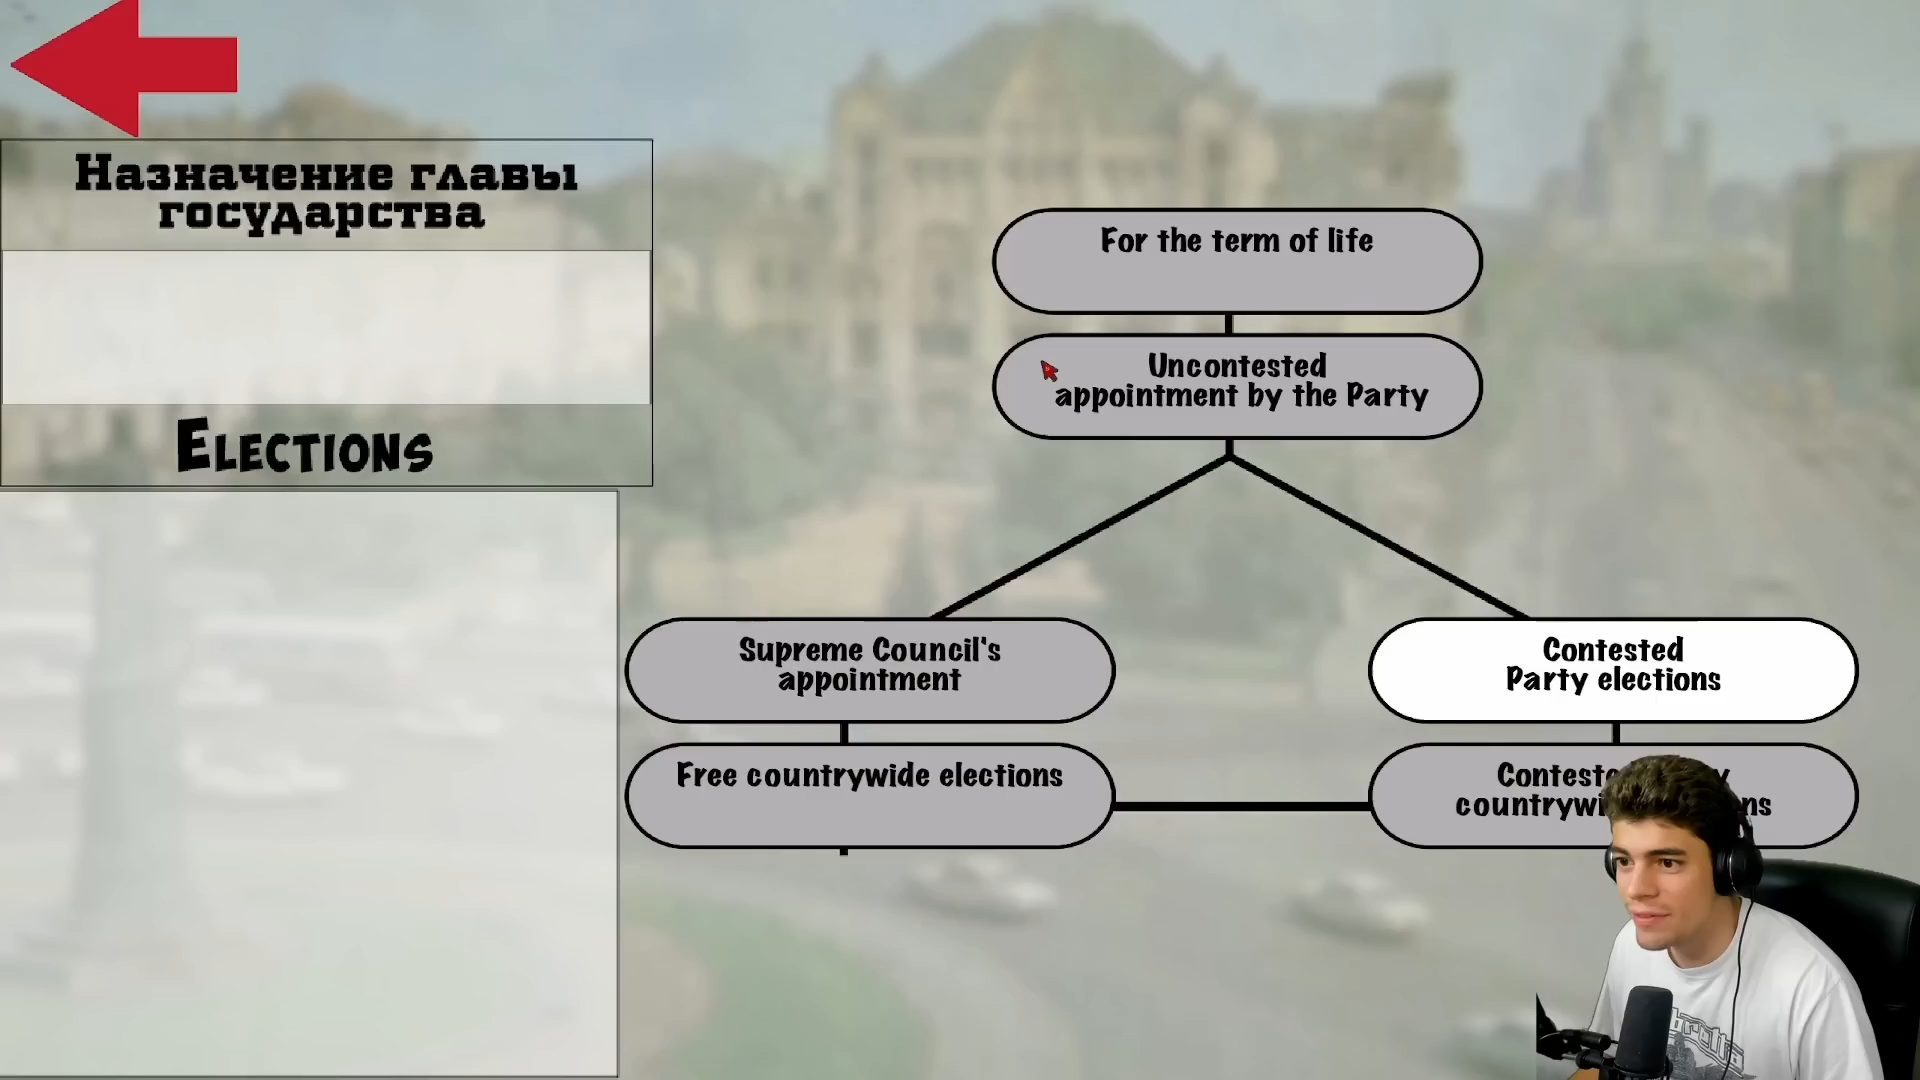 Назначение главы
государства
Elections
For the term of life
Uncontested
appointment by the Party
Supreme Council's
appointment
Contested
Party elections
Free countrywide elections